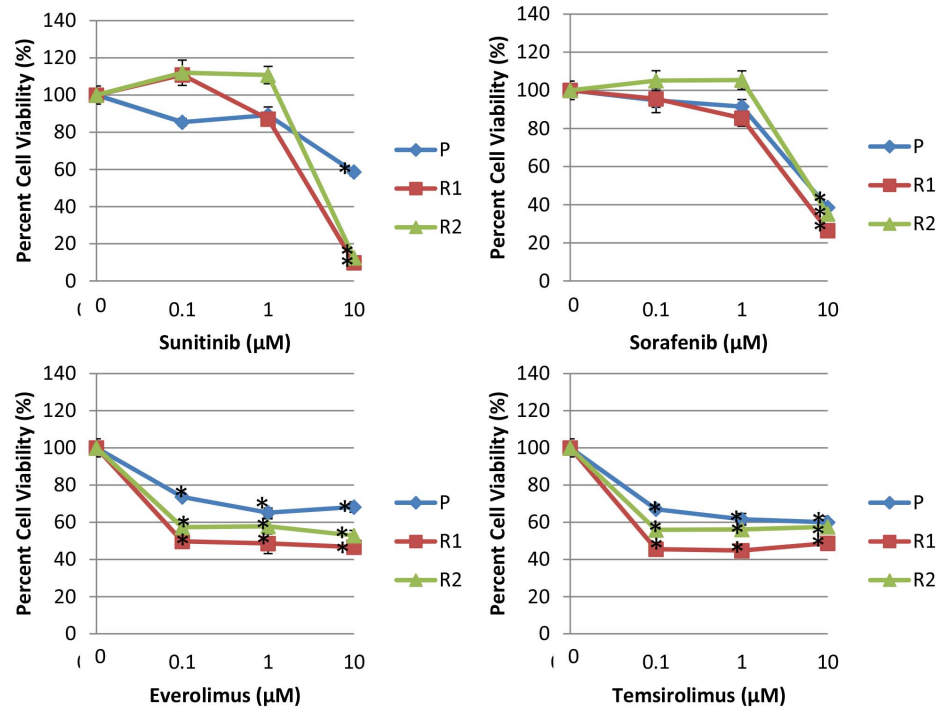 140
120
100
80
60
40
20
0
Percent Cell Viability (%)
0 0.1 1 10
Sunitinib (µM)
P
R1
R2
140
120
100
80
60
40
20
0
Percent Cell Viability (%)
0 0.1 1 10
Sorafenib (µM)
P
R1
R2
140
120
100
80
60
40
20
0
Percent Cell Viability (%)
0 0.1 1 10
Everolimus (µM)
P
R1
R2
140
120
100
80
60
40
20
0
Percent Cell Viability (%)
0 0.1 1 10
Temsirolimus (µM)
P
R1
R2